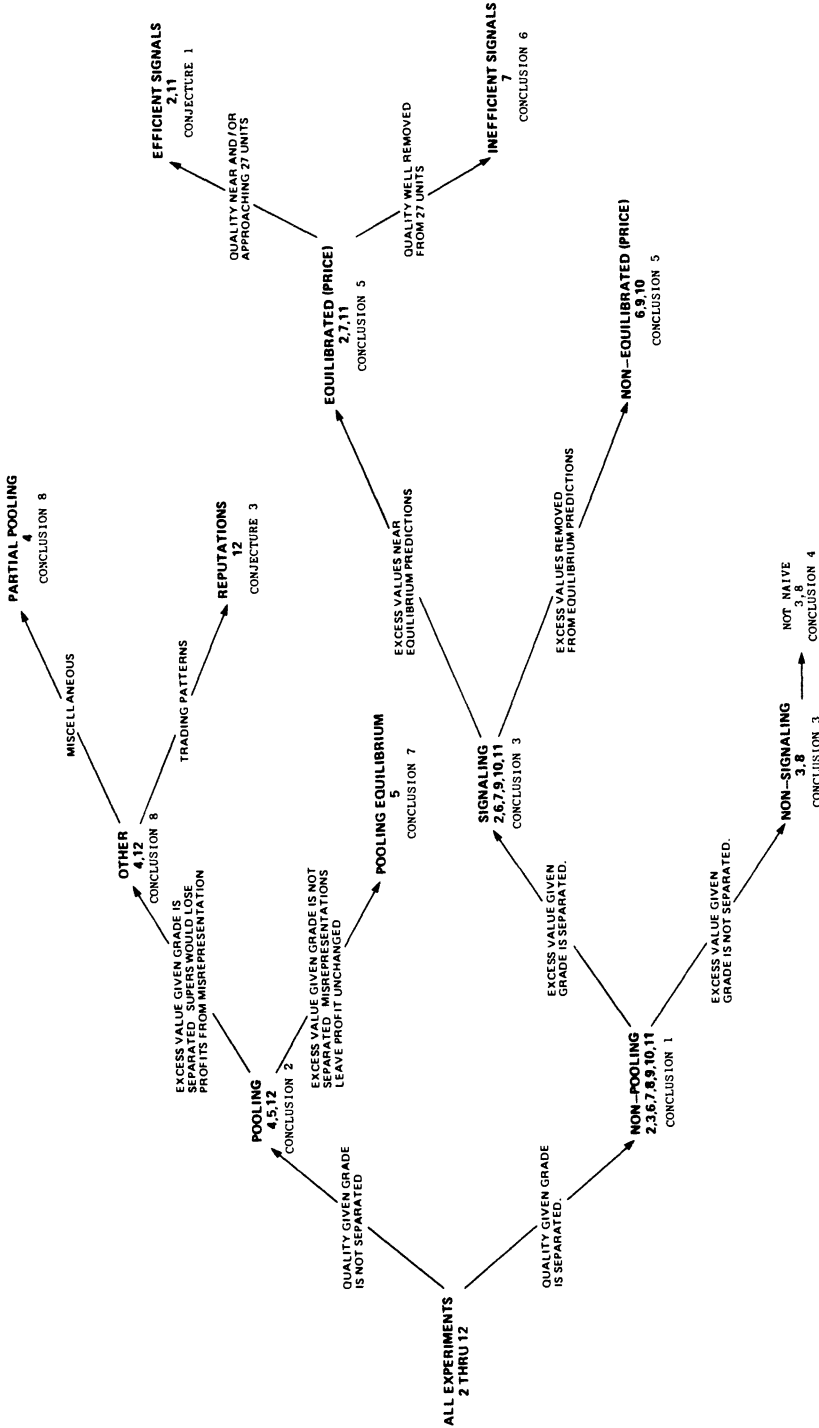 ALL EXPERIMENTS
2 THRU 12
QUALITY GIVEN GRADE
IS NOT SEPARATED
QUALITY GIVEN GRADE
IS SEPARATED.
POOLING
4,5,12
CONCLUSION 2
NON-POOLING
2,3,6,7,8,9,10,11
CONCLUSION 1
EXCESS VALUE GIVEN GRADE IS
SEPARATED SUPERS WOULD LOSE
PROFITS FROM MISREPRESENTATION
EXCESS VALUE GIVEN GRADE IS NOT
SEPARATED MISREPRESENTATIONS
LEAVE PROFIT UNCHANGED
EXCESS VALUE GIVEN
GRADE IS SEPARATED.
EXCESS VALUE GIVEN
GRADE IS NOT SEPARATED.
OTHER
4,12
CONCLUSION 8
POOLING EQUILIBRIUM
5
CONCLUSION 7
SIGNALING
2,6,7,9,10,11
CONCLUSION 3
NON-SIGNALING
3,8
CONCLUSION 3
MISCELLANEOUS
TRADING PATTERNS
EXCESS VALUES NEAR
EQUILIBRIUM PREDICTIONS
EXCESS VALUES REMOVED
FROM EQUILIBRIUM PREDICTIONS
NOT NAIVE
3,8
CONCLUSION 4
PARTIAL POOLING
4
CONCLUSION 8
REPUTATIONS
12
CONJECTURE 3
EQUILIBRATED (PRICE)
2,7,11
CONCLUSION 5
NON-EQUILIBRATED (PRICE)
6,9,10
CONCLUSION 5
QUALITY NEAR AND/OR
APPROACHING 27 UNITS
QUALITY WELL REMOVED
FROM 27 UNITS
EFFICIENT SIGNALS
2,11
CONJECTURE 1
INEFFICIENT SIGNALS
7
CONCLUSION 6